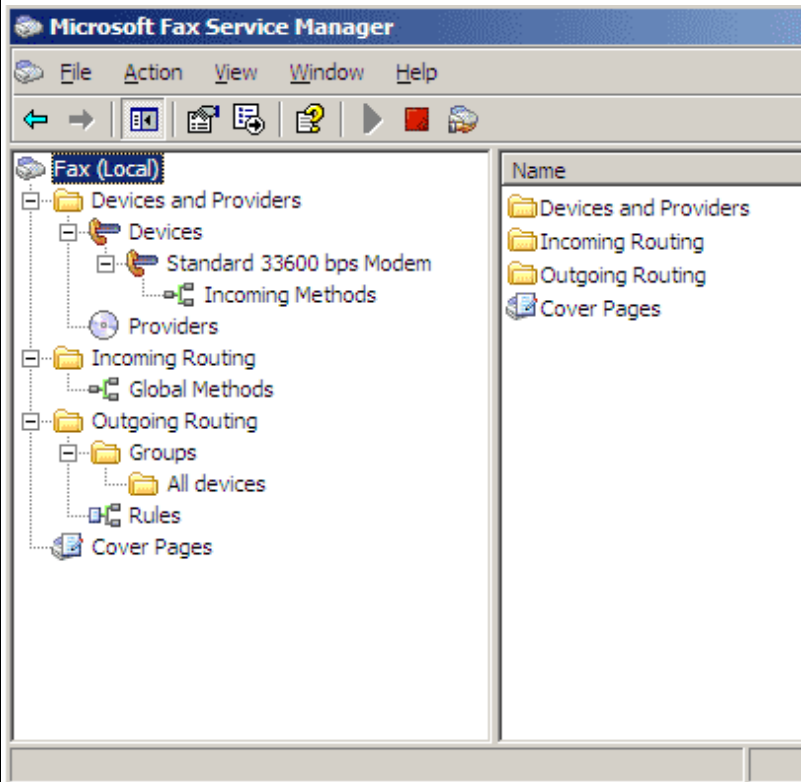 Microsoft Fax Service Manager
File Action View Window Help
Fax (Local)
Devices and Providers
Devices
Standard 33600 bps Modem
Incoming Methods
Providers
Incoming Routing
Global Methods
Outgoing Routing
Groups
All devices
Rules
Cover Pages
Name
Devices and Providers
Incoming Routing
Outgoing Routing
Cover Pages